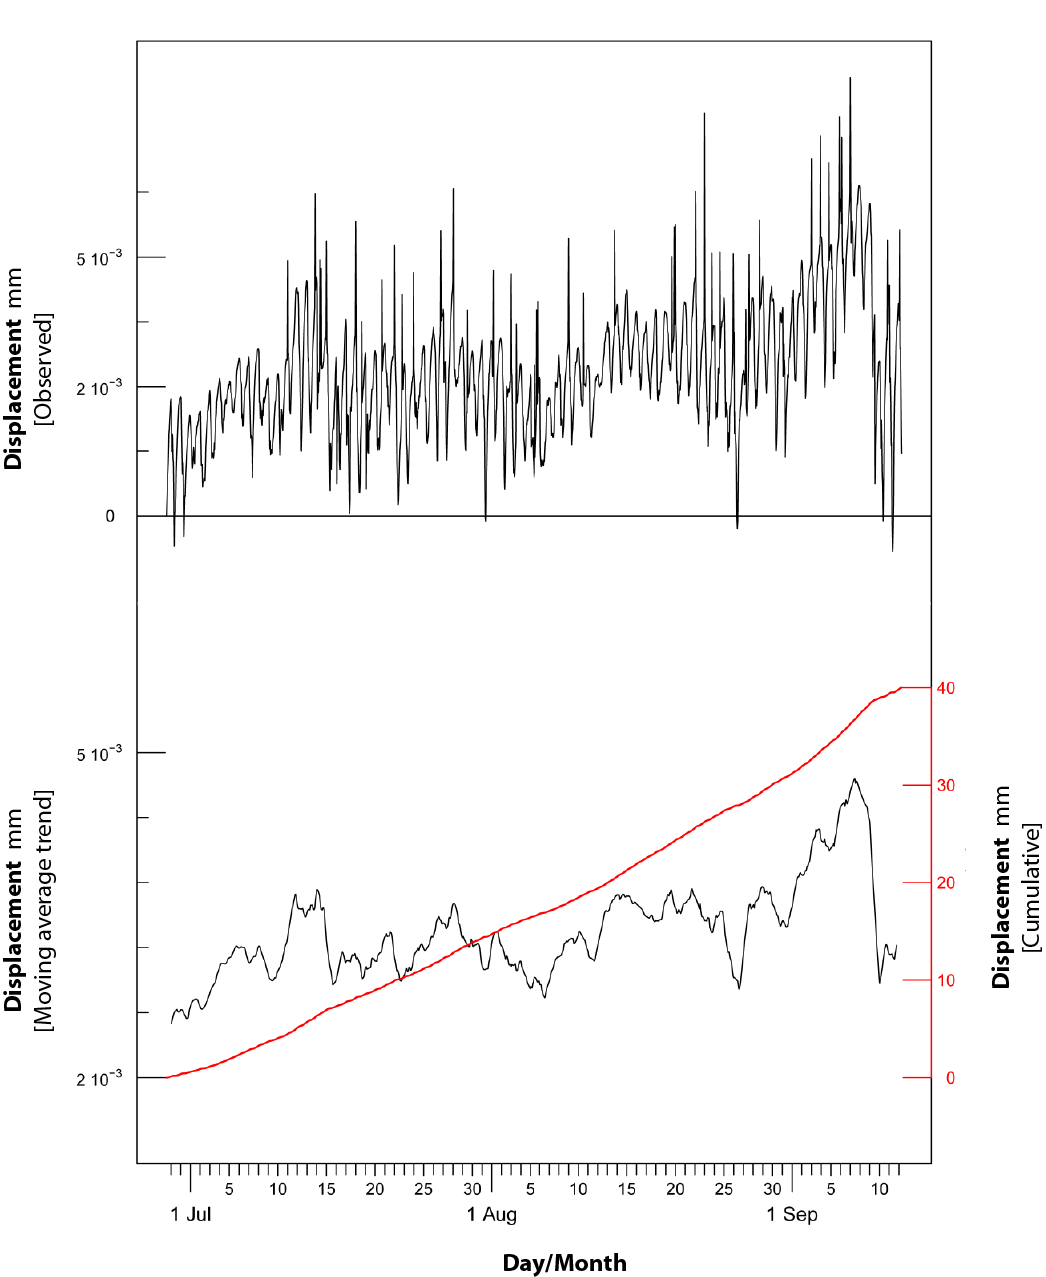 Displacement mm
[Observed]
5 10⁻³
2 10⁻³
0
Displacement mm
[Moving average trend]
5 10⁻³
2 10⁻³
40
30
20
10
0
Displacement mm
[Cumulative]
5 10 15 20 25 30 5 10 15 20 25 30 5 10
1 Jul 1 Aug 1 Sep
Day/Month